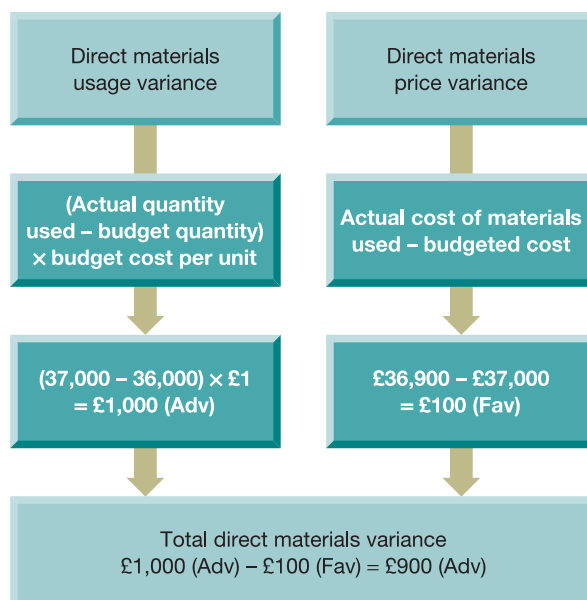 Direct materials
usage variance
Direct materials
price variance
(Actual quantity
used – budget quantity)
× budget cost per unit
Actual cost of materials
used – budgeted cost
(37,000 – 36,000) × £1
= £1,000 (Adv)
£36,900 – £37,000
= £100 (Fav)
Total direct materials variance
£1,000 (Adv) – £100 (Fav) = £900 (Adv)